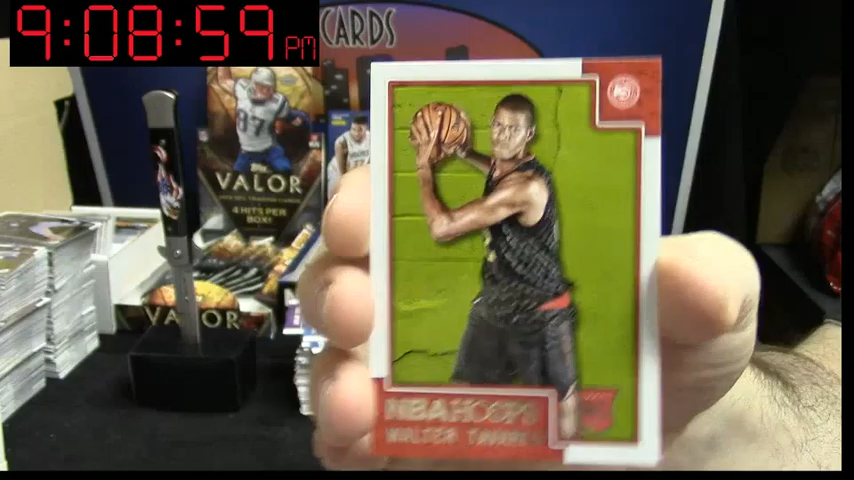 9:08:59 PM
CARDS
87
VALOR
4 HITS PER
BOX!
VALOR
NBA HOOPS
WALTER TAVARES